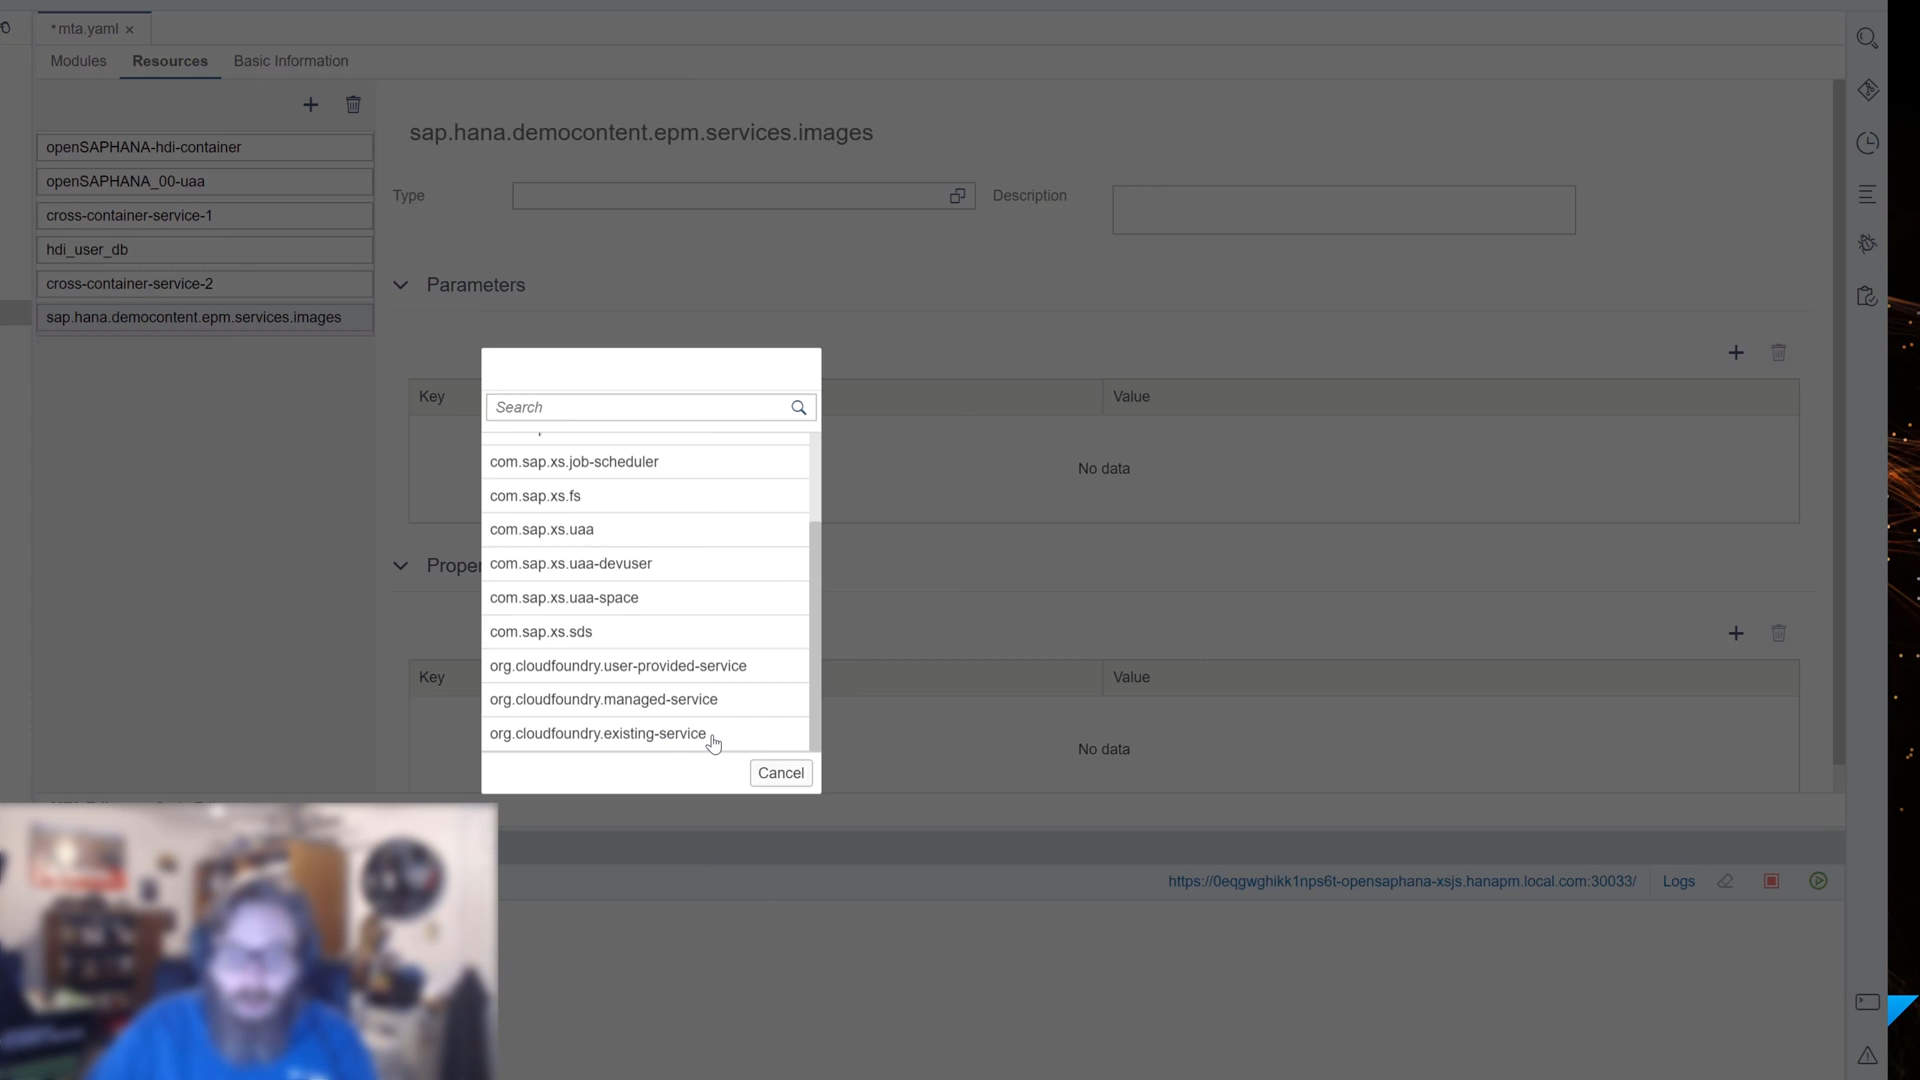 *mta.yaml ×
Modules Resources Basic Information
openSAPHANA-hdi-container
openSAPHANA_00-uaa
cross-container-service-1
hdi_user_db
cross-container-service-2
sap.hana.democontent.epm.services.images
sap.hana.democontent.epm.services.images
Type
Description
Parameters
Key Value
No data
Search
com.sap.xs.job-scheduler
com.sap.xs.fs
com.sap.xs.uaa
com.sap.xs.uaa-devuser
com.sap.xs.uaa-space
com.sap.xs.sds
org.cloudfoundry.user-provided-service
org.cloudfoundry.managed-service
org.cloudfoundry.existing-service
Cancel
Key Value
No data
https://0eqgwghikk1nps6t-opensaphana-xsjs.hanapm.local.com:30033/ Logs